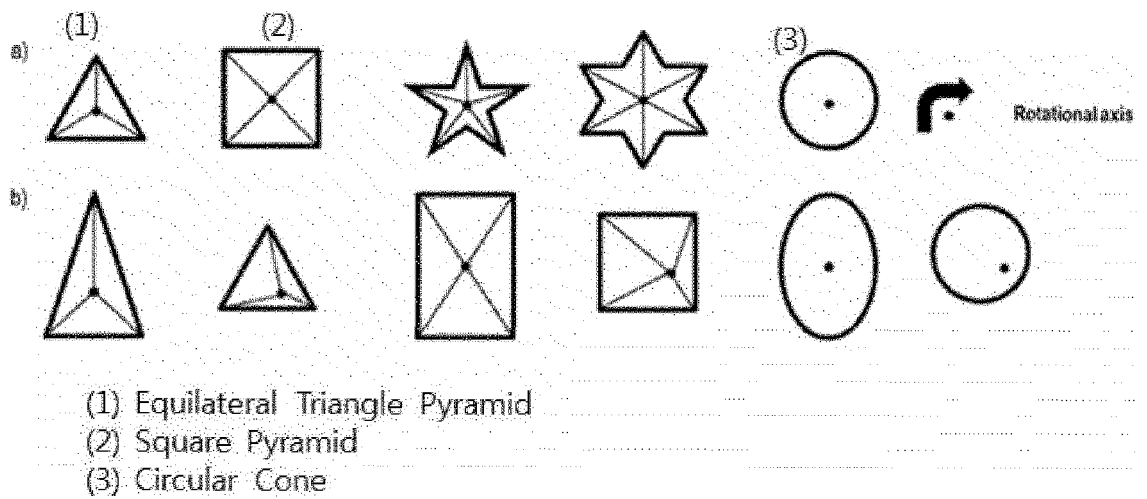 (1) (2) (3)
a)
Rotational axis
b)
(1) Equilateral Triangle Pyramid
(2) Square Pyramid
(3) Circular Cone